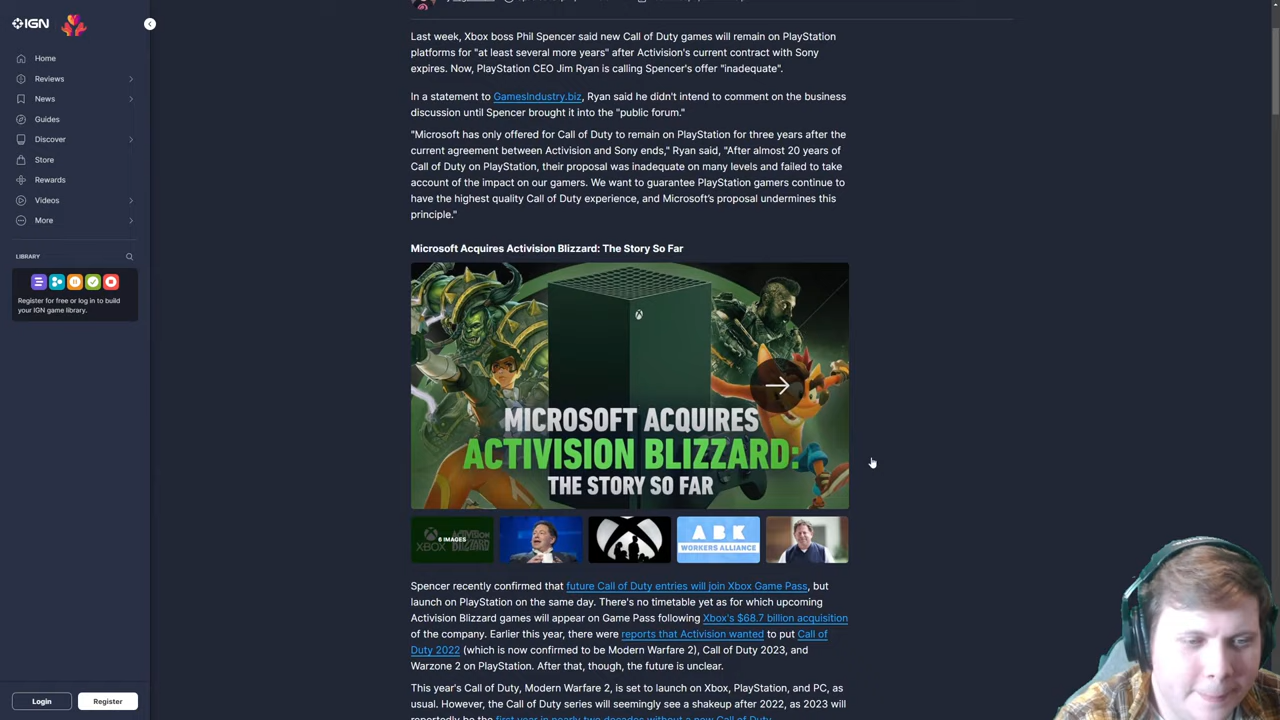 IGN
Home
Reviews
News
Guides
Discover
Store
Rewards
Videos
More
LIBRARY
Register for free or log in to build
your IGN game library.
Login
Register
Last week, Xbox boss Phil Spencer said new Call of Duty games will remain on PlayStation
platforms for "at least several more years" after Activision's current contract with Sony
expires. Now, PlayStation CEO Jim Ryan is calling Spencer's offer "inadequate".
In a statement to GamesIndustry.biz, Ryan said he didn't intend to comment on the business
discussion until Spencer brought it into the "public forum."
"Microsoft has only offered for Call of Duty to remain on PlayStation for three years after the
current agreement between Activision and Sony ends," Ryan said, "After almost 20 years of
Call of Duty on PlayStation, their proposal was inadequate on many levels and failed to take
account of the impact on our gamers. We want to guarantee PlayStation gamers continue to
have the highest quality Call of Duty experience, and Microsoft's proposal undermines this
principle."
Microsoft Acquires Activision Blizzard: The Story So Far
MICROSOFT ACQUIRES
ACTIVISION BLIZZARD:
THE STORY SO FAR
6 IMAGES
XBOX
ABK
WORKERS ALLIANCE
Spencer recently confirmed that future Call of Duty entries will join Xbox Game Pass, but
launch on PlayStation on the same day. There's no timetable yet as for which upcoming
Activision Blizzard games will appear on Game Pass following Xbox's $68.7 billion acquisition
of the company. Earlier this year, there were reports that Activision wanted to put Call of
Duty 2022 (which is now confirmed to be Modern Warfare 2), Call of Duty 2023, and
Warzone 2 on PlayStation. After that, though, the future is unclear.
This year's Call of Duty, Modern Warfare 2, is set to launch on Xbox, PlayStation, and PC, as
usual. However, the Call of Duty series will seemingly see a shakeup after 2022, as 2023 will
reportedly be the first year in nearly two decades without a new Call of Duty.